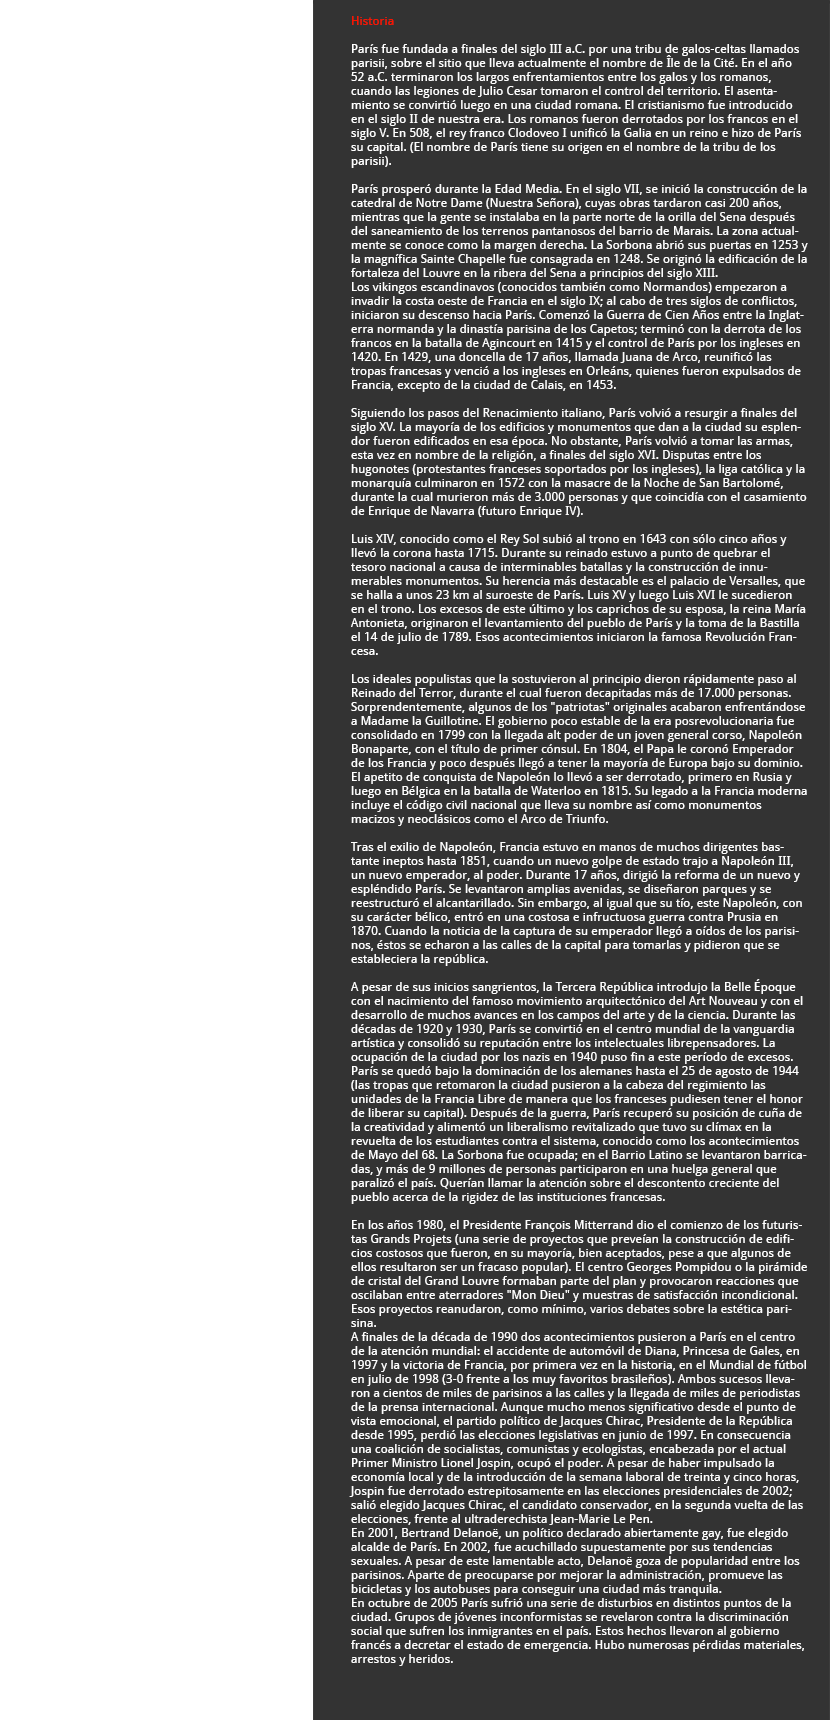 Historia
París fue fundada a finales del siglo III a.C. por una tribu de galos-celtas llamados
parisii, sobre el sitio que lleva actualmente el nombre de Île de la Cité. En el año
52 a.C. terminaron los largos enfrentamientos entre los galos y los romanos,
cuando las legiones de Julio Cesar tomaron el control del territorio. El asenta-
miento se convirtió luego en una ciudad romana. El cristianismo fue introducido
en el siglo II de nuestra era. Los romanos fueron derrotados por los francos en el
siglo V. En 508, el rey franco Clodoveo I unificó la Galia en un reino e hizo de París
su capital. (El nombre de París tiene su origen en el nombre de la tribu de los
parisii).
París prosperó durante la Edad Media. En el siglo VII, se inició la construcción de la
catedral de Notre Dame (Nuestra Señora), cuyas obras tardaron casi 200 años,
mientras que la gente se instalaba en la parte norte de la orilla del Sena después
del saneamiento de los terrenos pantanosos del barrio de Marais. La zona actual-
mente se conoce como la margen derecha. La Sorbona abrió sus puertas en 1253 y
la magnífica Sainte Chapelle fue consagrada en 1248. Se originó la edificación de la
fortaleza del Louvre en la ribera del Sena a principios del siglo XIII.
Los vikingos escandinavos (conocidos también como Normandos) empezaron a
invadir la costa oeste de Francia en el siglo IX; al cabo de tres siglos de conflictos,
iniciaron su descenso hacia París. Comenzó la Guerra de Cien Años entre la Inglat-
erra normanda y la dinastía parisina de los Capetos; terminó con la derrota de los
francos en la batalla de Agincourt en 1415 y el control de París por los ingleses en
1420. En 1429, una doncella de 17 años, llamada Juana de Arco, reunificó las
tropas francesas y venció a los ingleses en Orleáns, quienes fueron expulsados de
Francia, excepto de la ciudad de Calais, en 1453.
Siguiendo los pasos del Renacimiento italiano, París volvió a resurgir a finales del
siglo XV. La mayoría de los edificios y monumentos que dan a la ciudad su esplen-
dor fueron edificados en esa época. No obstante, París volvió a tomar las armas,
esta vez en nombre de la religión, a finales del siglo XVI. Disputas entre los
hugonotes (protestantes franceses soportados por los ingleses), la liga católica y la
monarquía culminaron en 1572 con la masacre de la Noche de San Bartolomé,
durante la cual murieron más de 3.000 personas y que coincidía con el casamiento
de Enrique de Navarra (futuro Enrique IV).
Luis XIV, conocido como el Rey Sol subió al trono en 1643 con sólo cinco años y
llevó la corona hasta 1715. Durante su reinado estuvo a punto de quebrar el
tesoro nacional a causa de interminables batallas y la construcción de innu-
merables monumentos. Su herencia más destacable es el palacio de Versalles, que
se halla a unos 23 km al suroeste de París. Luis XV y luego Luis XVI le sucedieron
en el trono. Los excesos de este último y los caprichos de su esposa, la reina María
Antonieta, originaron el levantamiento del pueblo de París y la toma de la Bastilla
el 14 de julio de 1789. Esos acontecimientos iniciaron la famosa Revolución Fran-
cesa.
Los ideales populistas que la sostuvieron al principio dieron rápidamente paso al
Reinado del Terror, durante el cual fueron decapitadas más de 17.000 personas.
Sorprendentemente, algunos de los "patriotas" originales acabaron enfrentándose
a Madame la Guillotine. El gobierno poco estable de la era posrevolucionaria fue
consolidado en 1799 con la llegada alt poder de un joven general corso, Napoleón
Bonaparte, con el título de primer cónsul. En 1804, el Papa le coronó Emperador
de los Francia y poco después llegó a tener la mayoría de Europa bajo su dominio.
El apetito de conquista de Napoleón lo llevó a ser derrotado, primero en Rusia y
luego en Bélgica en la batalla de Waterloo en 1815. Su legado a la Francia moderna
incluye el código civil nacional que lleva su nombre así como monumentos
macizos y neoclásicos como el Arco de Triunfo.
Tras el exilio de Napoleón, Francia estuvo en manos de muchos dirigentes bas-
tante ineptos hasta 1851, cuando un nuevo golpe de estado trajo a Napoleón III,
un nuevo emperador, al poder. Durante 17 años, dirigió la reforma de un nuevo y
espléndido París. Se levantaron amplias avenidas, se diseñaron parques y se
reestructuró el alcantarillado. Sin embargo, al igual que su tío, este Napoleón, con
su carácter bélico, entró en una costosa e infructuosa guerra contra Prusia en
1870. Cuando la noticia de la captura de su emperador llegó a oídos de los parisi-
nos, éstos se echaron a las calles de la capital para tomarlas y pidieron que se
estableciera la república.
A pesar de sus inicios sangrientos, la Tercera República introdujo la Belle Époque
con el nacimiento del famoso movimiento arquitectónico del Art Nouveau y con el
desarrollo de muchos avances en los campos del arte y de la ciencia. Durante las
décadas de 1920 y 1930, París se convirtió en el centro mundial de la vanguardia
artística y consolidó su reputación entre los intelectuales librepensadores. La
ocupación de la ciudad por los nazis en 1940 puso fin a este período de excesos.
París se quedó bajo la dominación de los alemanes hasta el 25 de agosto de 1944
(las tropas que retomaron la ciudad pusieron a la cabeza del regimiento las
unidades de la Francia Libre de manera que los franceses pudiesen tener el honor
de liberar su capital). Después de la guerra, París recuperó su posición de cuña de
la creatividad y alimentó un liberalismo revitalizado que tuvo su clímax en la
revuelta de los estudiantes contra el sistema, conocido como los acontecimientos
de Mayo del 68. La Sorbona fue ocupada; en el Barrio Latino se levantaron barrica-
das, y más de 9 millones de personas participaron en una huelga general que
paralizó el país. Querían llamar la atención sobre el descontento creciente del
pueblo acerca de la rigidez de las instituciones francesas.
En los años 1980, el Presidente François Mitterrand dio el comienzo de los futuris-
tas Grands Projets (una serie de proyectos que preveían la construcción de edifi-
cios costosos que fueron, en su mayoría, bien aceptados, pese a que algunos de
ellos resultaron ser un fracaso popular). El centro Georges Pompidou o la pirámide
de cristal del Grand Louvre formaban parte del plan y provocaron reacciones que
oscilaban entre aterradores "Mon Dieu" y muestras de satisfacción incondicional.
Esos proyectos reanudaron, como mínimo, varios debates sobre la estética pari-
sina.
A finales de la década de 1990 dos acontecimientos pusieron a París en el centro
de la atención mundial: el accidente de automóvil de Diana, Princesa de Gales, en
1997 y la victoria de Francia, por primera vez en la historia, en el Mundial de fútbol
en julio de 1998 (3-0 frente a los muy favoritos brasileños). Ambos sucesos lleva-
ron a cientos de miles de parisinos a las calles y la llegada de miles de periodistas
de la prensa internacional. Aunque mucho menos significativo desde el punto de
vista emocional, el partido político de Jacques Chirac, Presidente de la República
desde 1995, perdió las elecciones legislativas en junio de 1997. En consecuencia
una coalición de socialistas, comunistas y ecologistas, encabezada por el actual
Primer Ministro Lionel Jospin, ocupó el poder. A pesar de haber impulsado la
economía local y de la introducción de la semana laboral de treinta y cinco horas,
Jospin fue derrotado estrepitosamente en las elecciones presidenciales de 2002;
salió elegido Jacques Chirac, el candidato conservador, en la segunda vuelta de las
elecciones, frente al ultraderechista Jean-Marie Le Pen.
En 2001, Bertrand Delanoë, un político declarado abiertamente gay, fue elegido
alcalde de París. En 2002, fue acuchillado supuestamente por sus tendencias
sexuales. A pesar de este lamentable acto, Delanoë goza de popularidad entre los
parisinos. Aparte de preocuparse por mejorar la administración, promueve las
bicicletas y los autobuses para conseguir una ciudad más tranquila.
En octubre de 2005 París sufrió una serie de disturbios en distintos puntos de la
ciudad. Grupos de jóvenes inconformistas se revelaron contra la discriminación
social que sufren los inmigrantes en el país. Estos hechos llevaron al gobierno
francés a decretar el estado de emergencia. Hubo numerosas pérdidas materiales,
arrestos y heridos.